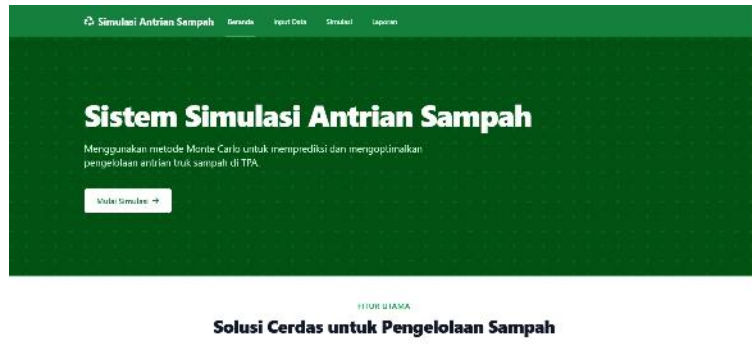 Simulasi Antrian Sampah Beranda Input Data Simulasi Laporan
Sistem Simulasi Antrian Sampah
Menggunakan metode Monte Carlo untuk memprediksi dan mengoptimalkan
pengelolaan antrian truk sampah di TPA.
Mulai Simulasi →
FITUR UTAMA
Solusi Cerdas untuk Pengelolaan Sampah